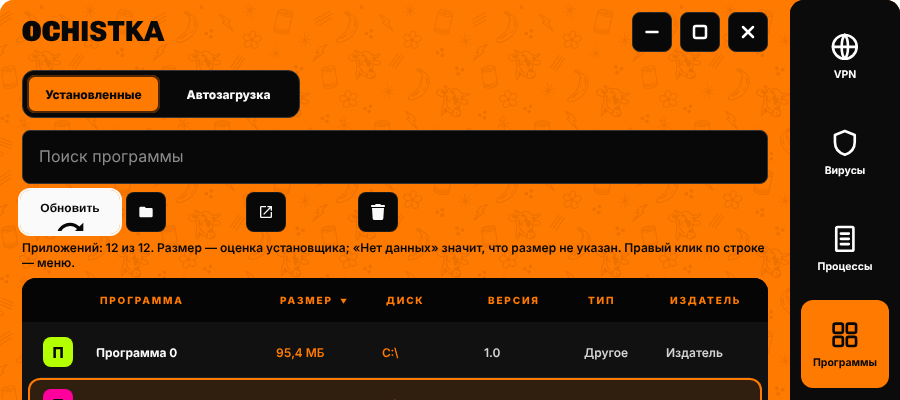 OCHISTKA
Установленные
Автозагрузка
Поиск программы
Обновить
Приложений: 12 из 12. Размер — оценка установщика; «Нет данных» значит, что размер не указан. Правый клик по строке
— меню.
ПРОГРАММА РАЗМЕР ▼ ДИСК ВЕРСИЯ ТИП ИЗДАТЕЛЬ
П Программа 0 95,4 МБ C:\ 1.0 Другое Издатель
VPN
Вирусы
Процессы
Программы